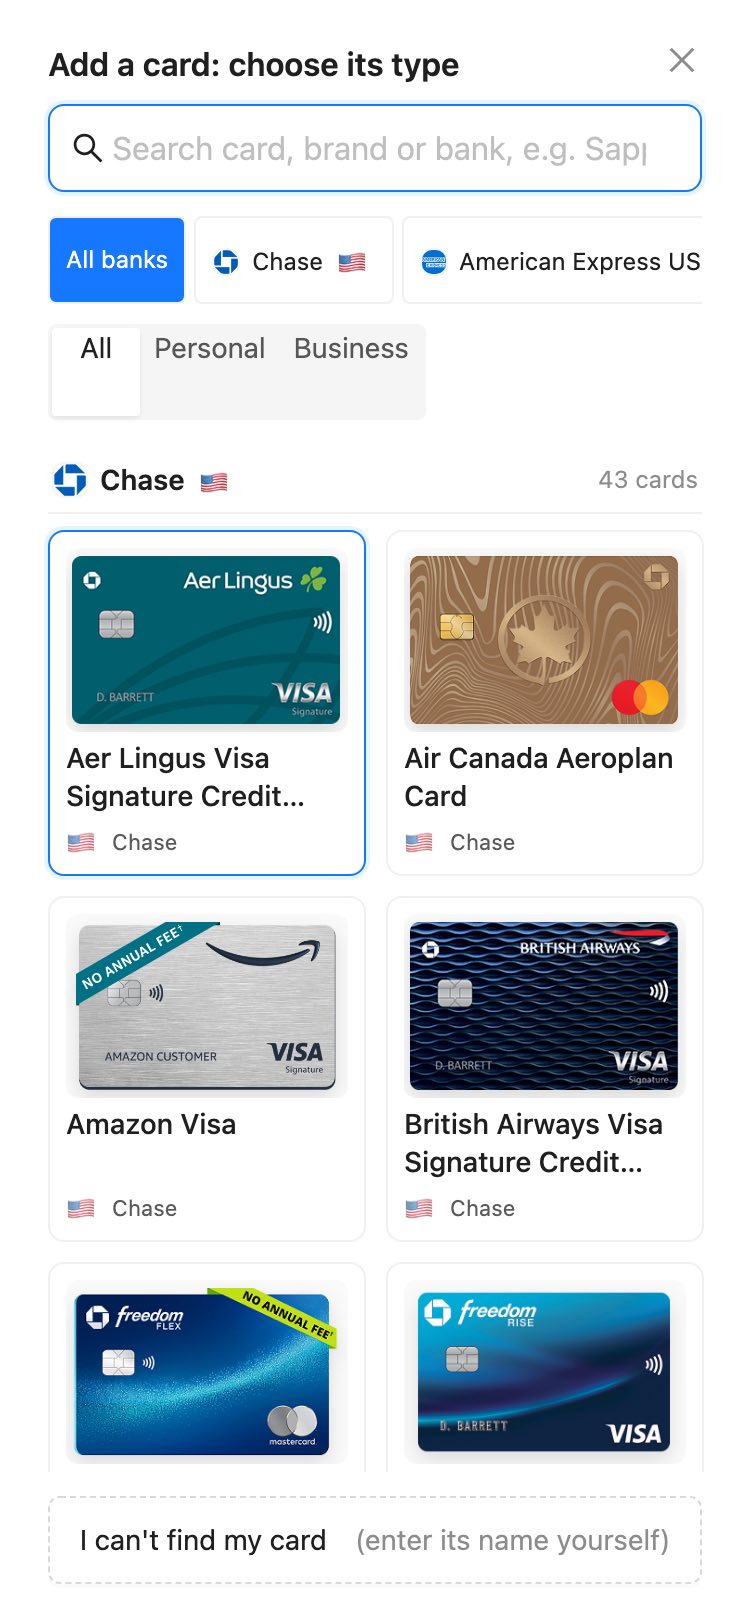 Add a card: choose its type
Search card, brand or bank, e.g. Sapp
All banks
Chase
American Express US
All
Personal
Business
Chase
43 cards
Aer Lingus
D. BARRETT
VISA
Signature
Aer Lingus Visa
Signature Credit...
Chase
Air Canada Aeroplan
Card
Chase
NO ANNUAL FEE†
AMAZON CUSTOMER
VISA
Signature
Amazon Visa
Chase
BRITISH AIRWAYS
D. BARRETT
VISA
Signature
British Airways Visa
Signature Credit...
Chase
freedom
FLEX
NO ANNUAL FEE†
mastercard
freedom
RISE
D. BARRETT
VISA
I can't find my card (enter its name yourself)